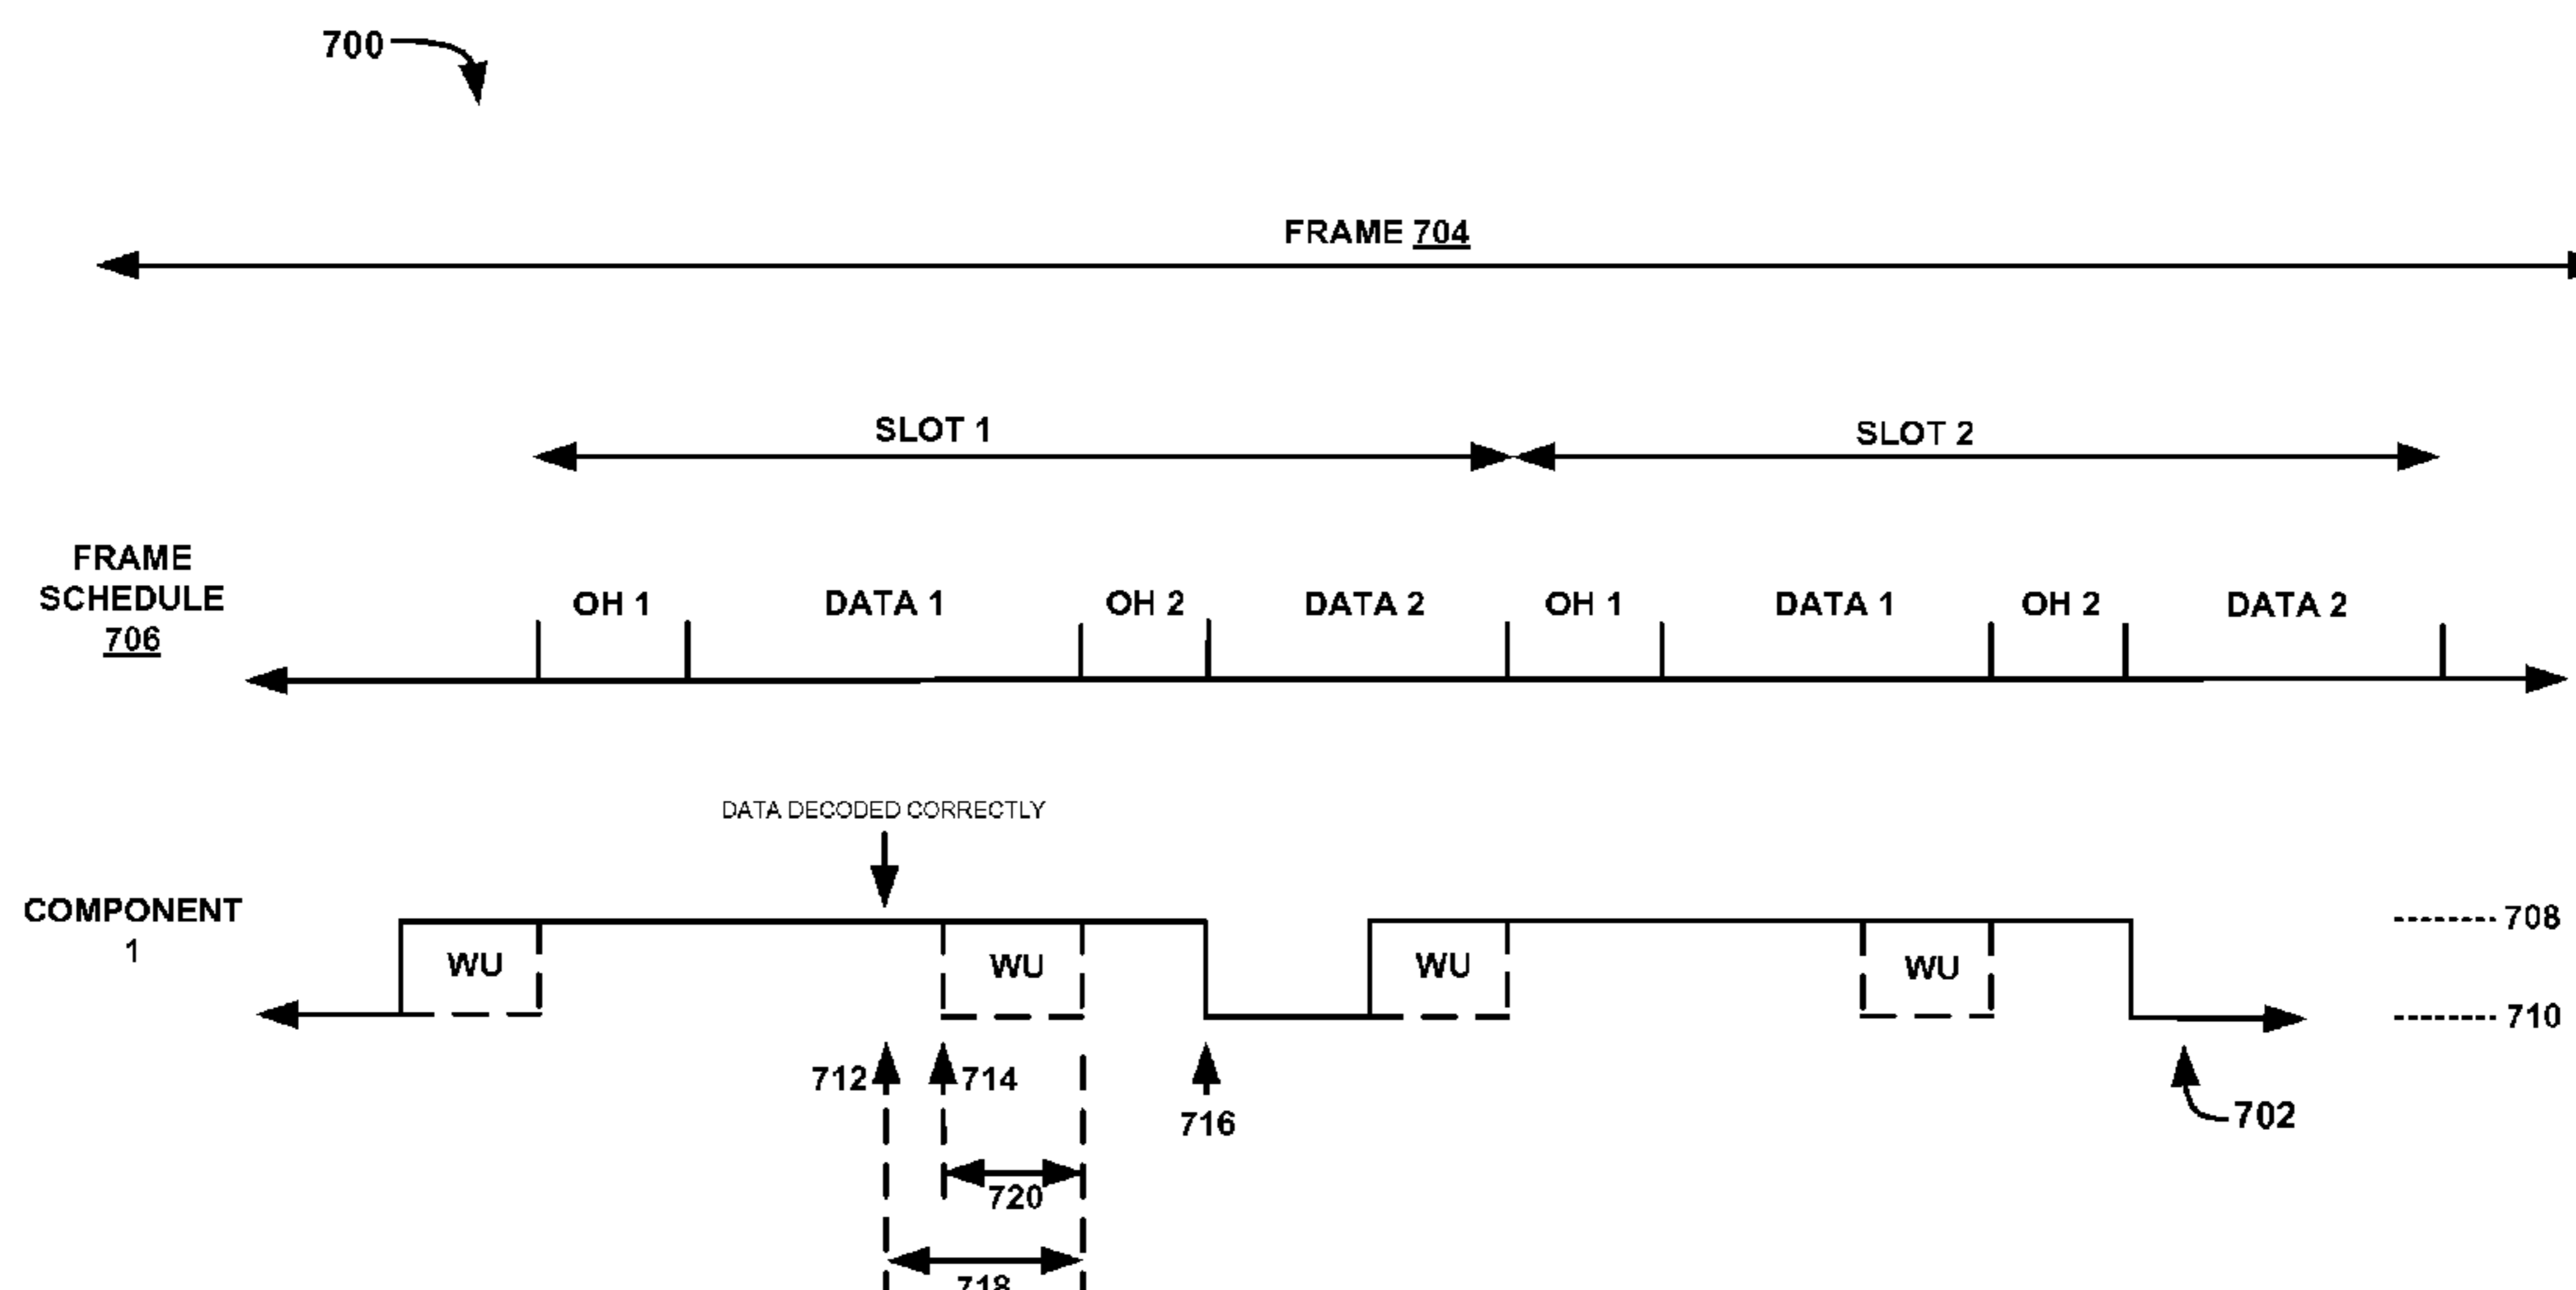 700
FRAME 704
SLOT 1
SLOT 2
FRAME
SCHEDULE
706
OH 1
DATA 1
OH 2
DATA 2
OH 1
DATA 1
OH 2
DATA 2
DATA DECODED CORRECTLY
COMPONENT
1
WU
WU
WU
WU
708
710
712
714
716
702
720
718